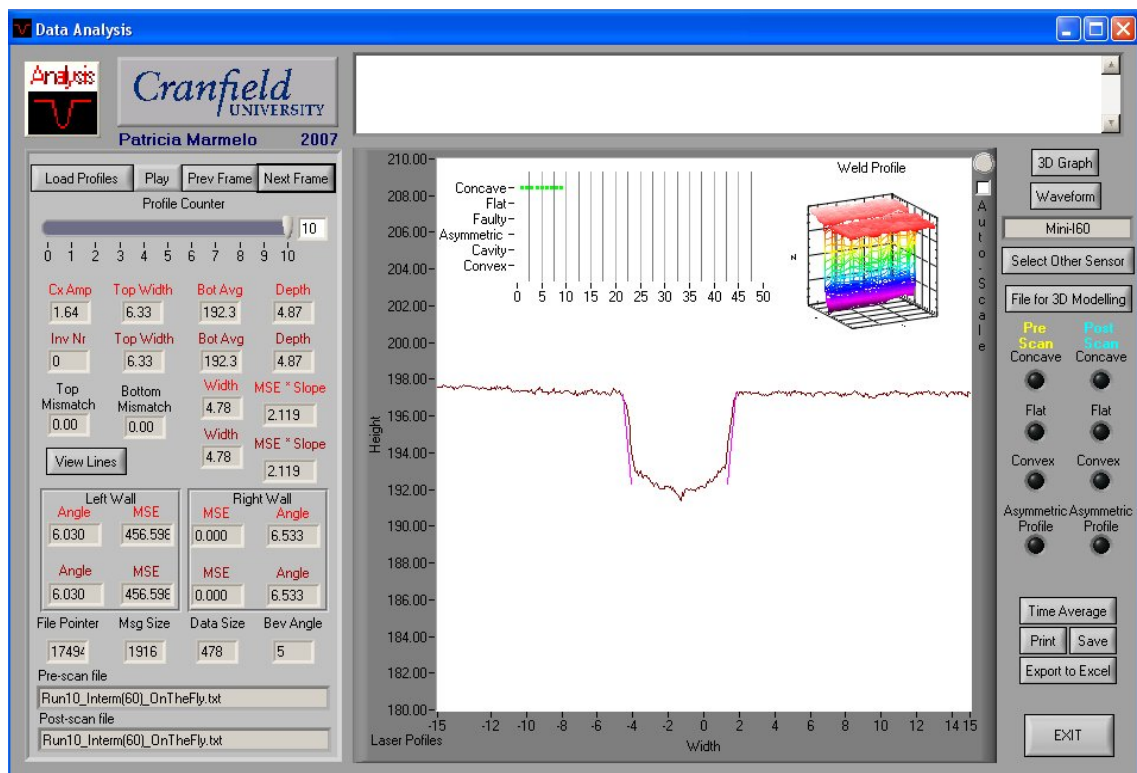 Data Analysis
Analysis
Cranfield
UNIVERSITY
Patricia Marmelo 2007
Load Profiles Play Prev Frame Next Frame
Profile Counter
10
0 1 2 3 4 5 6 7 8 9 10
Cx Amp Top Width Bot Avg Depth
1.64 6.33 192.3 4.87
Inv Nr Top Width Bot Avg Depth
0 6.33 192.3 4.87
Top Mismatch Bottom Mismatch Width MSE * Slope
0.00 0.00 4.78 2.119
Width MSE * Slope
4.78 2.119
View Lines
Left Wall Right Wall
Angle MSE MSE Angle
6.030 456.598 0.000 6.533
Angle MSE MSE Angle
6.030 456.598 0.000 6.533
File Pointer Msg Size Data Size Bev Angle
17494 1916 478 5
Pre-scan file
Run10_Interm(60)_OnTheFly.txt
Post-scan file
Run10_Interm(60)_OnTheFly.txt
210.00
208.00
206.00
204.00
202.00
200.00
198.00
196.00
194.00
192.00
190.00
188.00
186.00
184.00
182.00
180.00
Height
-15 -12 -10 -8 -6 -4 -2 0 2 4 6 8 10 12 14 15
Width
Laser Pofiles
Concave
Flat
Faulty
Asymmetric
Cavity
Convex
0 5 10 15 20 25 30 35 40 45 50
Weld Profile
Z
Auto-Scale
3D Graph
Waveform
Mini-I60
Select Other Sensor
File for 3D Modelling
Pre Scan Post Scan
Concave Concave
Flat Flat
Convex Convex
Asymmetric Profile Asymmetric Profile
Time Average
Print Save
Export to Excel
EXIT